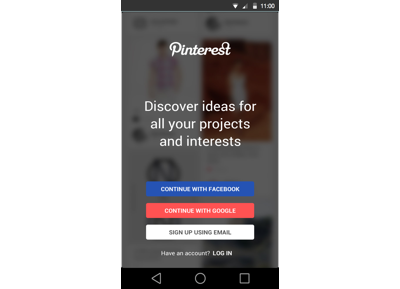 11:00
Pinterest
Discover ideas for
all your projects
and interests
CONTINUE WITH FACEBOOK
CONTINUE WITH GOOGLE
SIGN UP USING EMAIL
Have an account? LOG IN